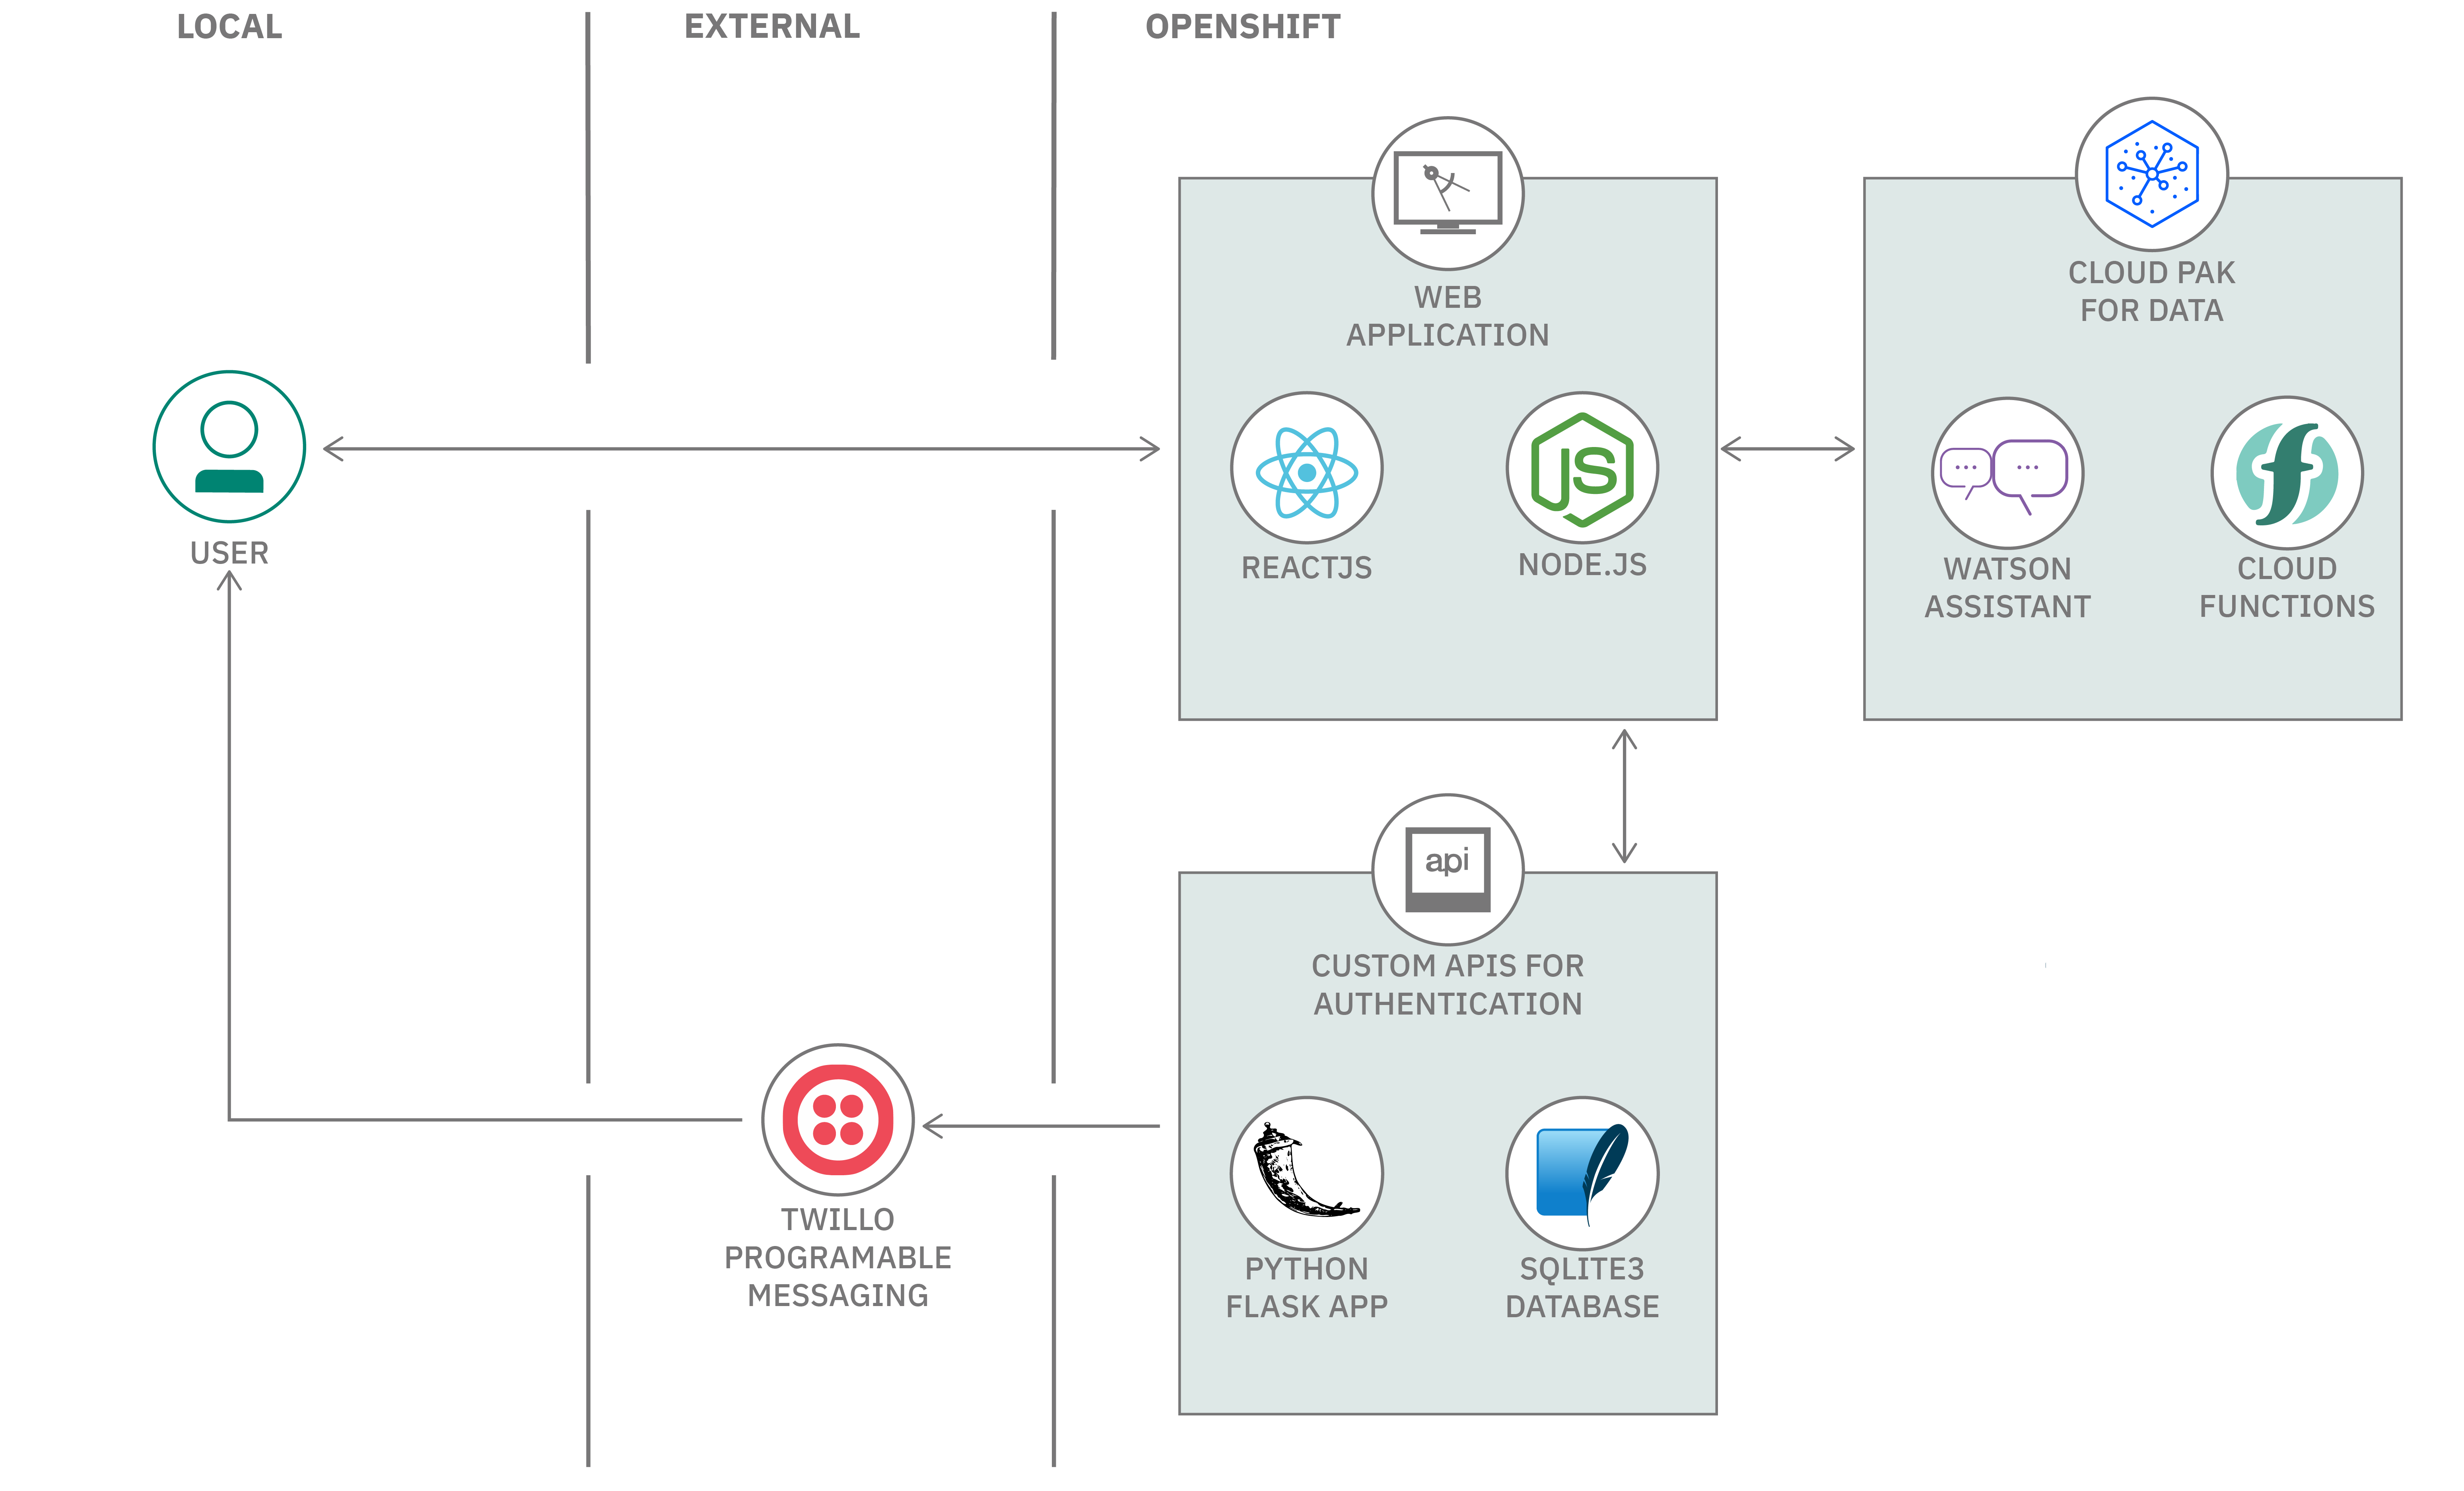 LOCAL
EXTERNAL
OPENSHIFT
WEB
APPLICATION
CLOUD PAK
FOR DATA
USER
JS
REACTJS
NODE.JS
WATSON
ASSISTANT
CLOUD
FUNCTIONS
api
CUSTOM APIS FOR
AUTHENTICATION
TWILLO
PROGRAMABLE
MESSAGING
PYTHON
FLASK APP
SQLITE3
DATABASE